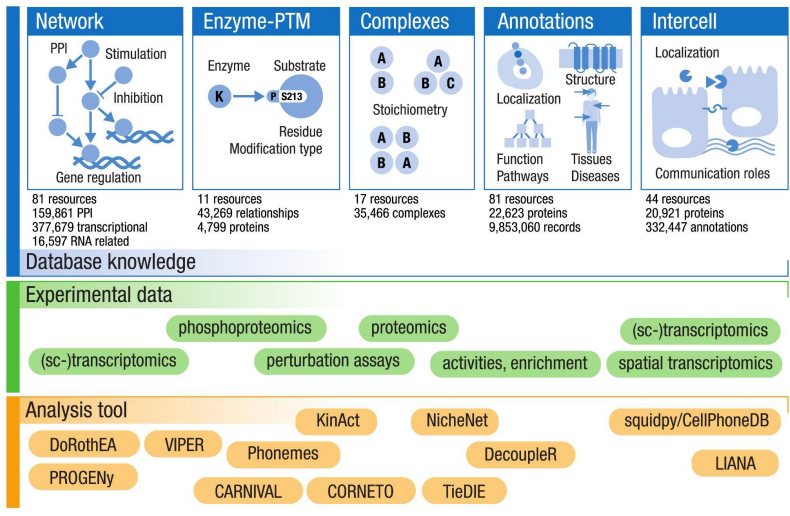 Network
Enzyme-PTM
Complexes
Annotations
Intercell
PPI
Stimulation
Inhibition
Gene regulation
Enzyme
Substrate
K
P
S213
Residue
Modification type
A
B
A
B C
Stoichiometry
A B
B A
Localization
Structure
Function
Pathways
Tissues
Diseases
Localization
Communication roles
81 resources
159,861 PPI
377,679 transcriptional
16,597 RNA related
11 resources
43,269 relationships
4,799 proteins
17 resources
35,466 complexes
81 resources
22,623 proteins
9,853,060 records
44 resources
20,921 proteins
332,447 annotations
Database knowledge
Experimental data
phosphoproteomics
proteomics
(sc-)transcriptomics
(sc-)transcriptomics
perturbation assays
activities, enrichment
spatial transcriptomics
Analysis tool
KinAct
NicheNet
squidpy/CellPhoneDB
DoRothEA
VIPER
Phonemes
DecoupleR
LIANA
PROGENy
CARNIVAL
CORNETO
TieDIE